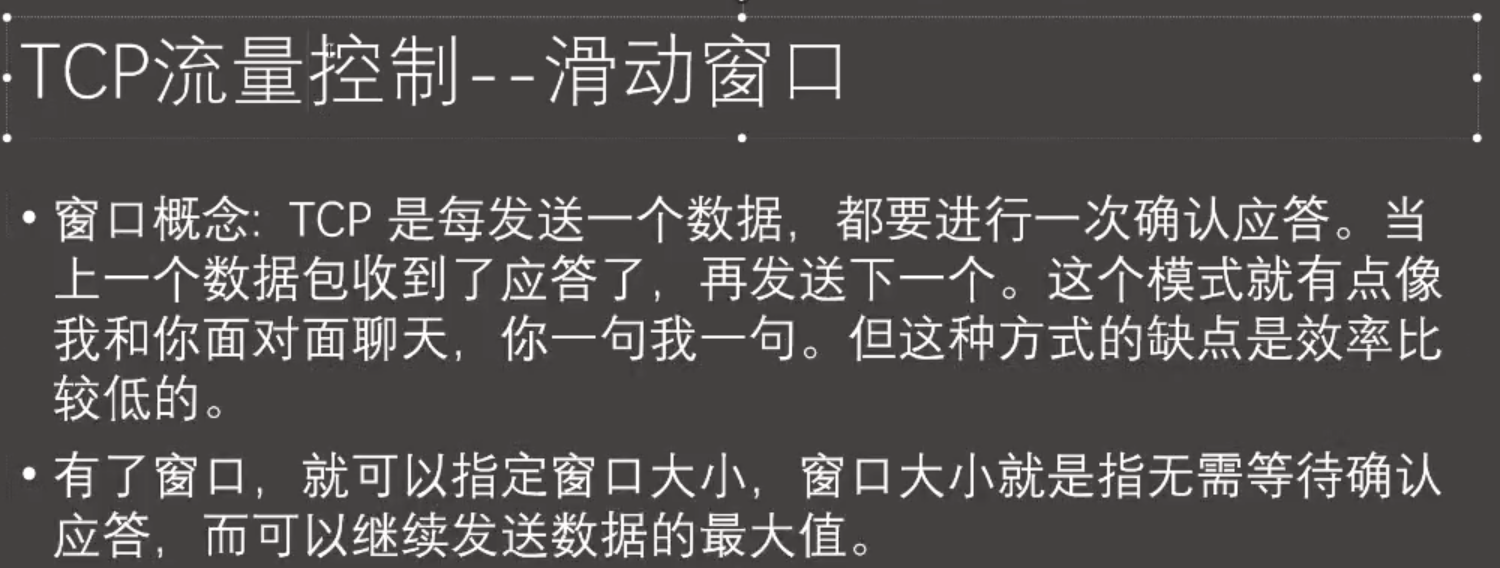 TCP流量控制--滑动窗口
• 窗口概念: TCP 是每发送一个数据，都要进行一次确认应答。当
上一个数据包收到了应答了，再发送下一个。这个模式就有点像
我和你面对面聊天，你一句我一句。但这种方式的缺点是效率比
较低的。
• 有了窗口，就可以指定窗口大小，窗口大小就是指无需等待确认
应答，而可以继续发送数据的最大值。